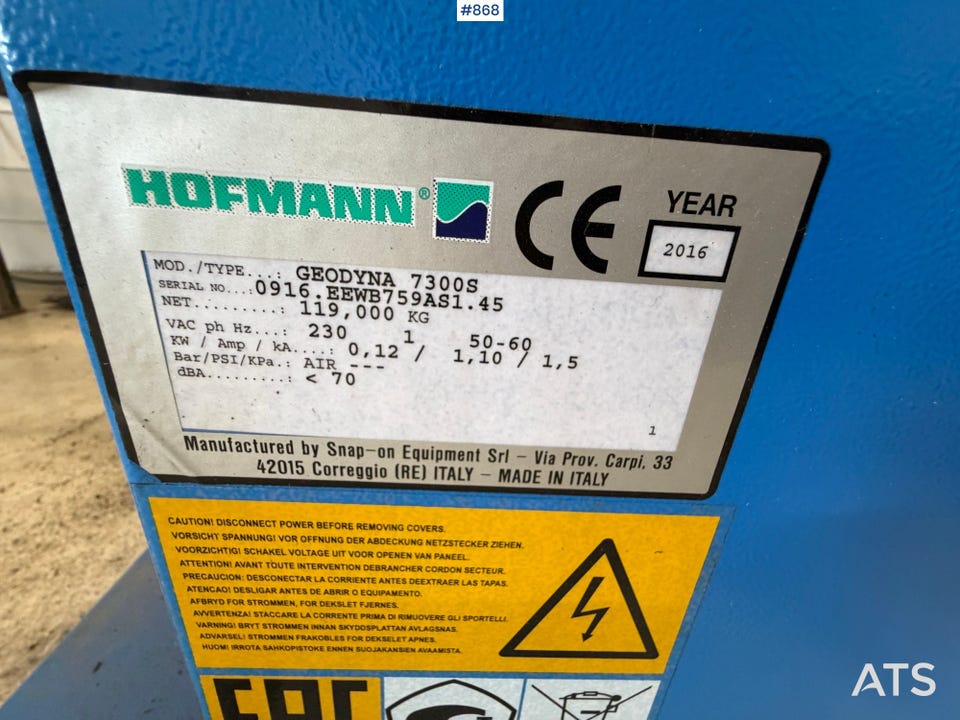 #868
HOFMANN®
CE
YEAR
2016
MOD./TYPE...: GEODYNA 7300S
SERIAL NO...:0916.EEWB759AS1.45
NET.........: 119,000 KG
VAC ph Hz...: 230 1 50-60
KW / Amp / kA....: 0,12 / 1,10 / 1,5
Bar/PSI/KPa.: AIR ---
dBA.........: < 70
1
Manufactured by Snap-on Equipment Srl - Via Prov. Carpi, 33
42015 Correggio (RE) ITALY - MADE IN ITALY
CAUTION! DISCONNECT POWER BEFORE REMOVING COVERS.
VORSICHT SPANNUNG! VOR OFFNUNG DER ABDECKUNG NETZSTECKER ZIEHEN.
VOORZICHTIG! SCHAKEL VOLTAGE UIT VOOR OPENEN VAN PANEEL.
ATTENTION! AVANT TOUTE INTERVENTION DEBRANCHER CORDON SECTEUR.
PRECAUCION: DESCONECTAR LA CORRIENTE ANTES DEEXTRAER LAS TAPAS.
ATENCAO! DESLIGAR ANTES DE ABRIR O EQUIPAMENTO.
AFBRYD FOR STROMMEN, FOR DEKSLET FJERNES.
AVVERTENZA! STACCARE LA CORRENTE PRIMA DI RIMUOVERE GLI SPORTELLI.
VARNING! BRYT STROMMEN INNAN SKYDDSPLATTAN AVLAGSNAS.
ADVARSEL! STROMMEN FRAKOBLES FOR DEKSELET APNES.
HUOM! IRROTA SAHKOPISTOKE ENNEN SUOJAKANSIEN AVAAMISTA.
EAC
ATS